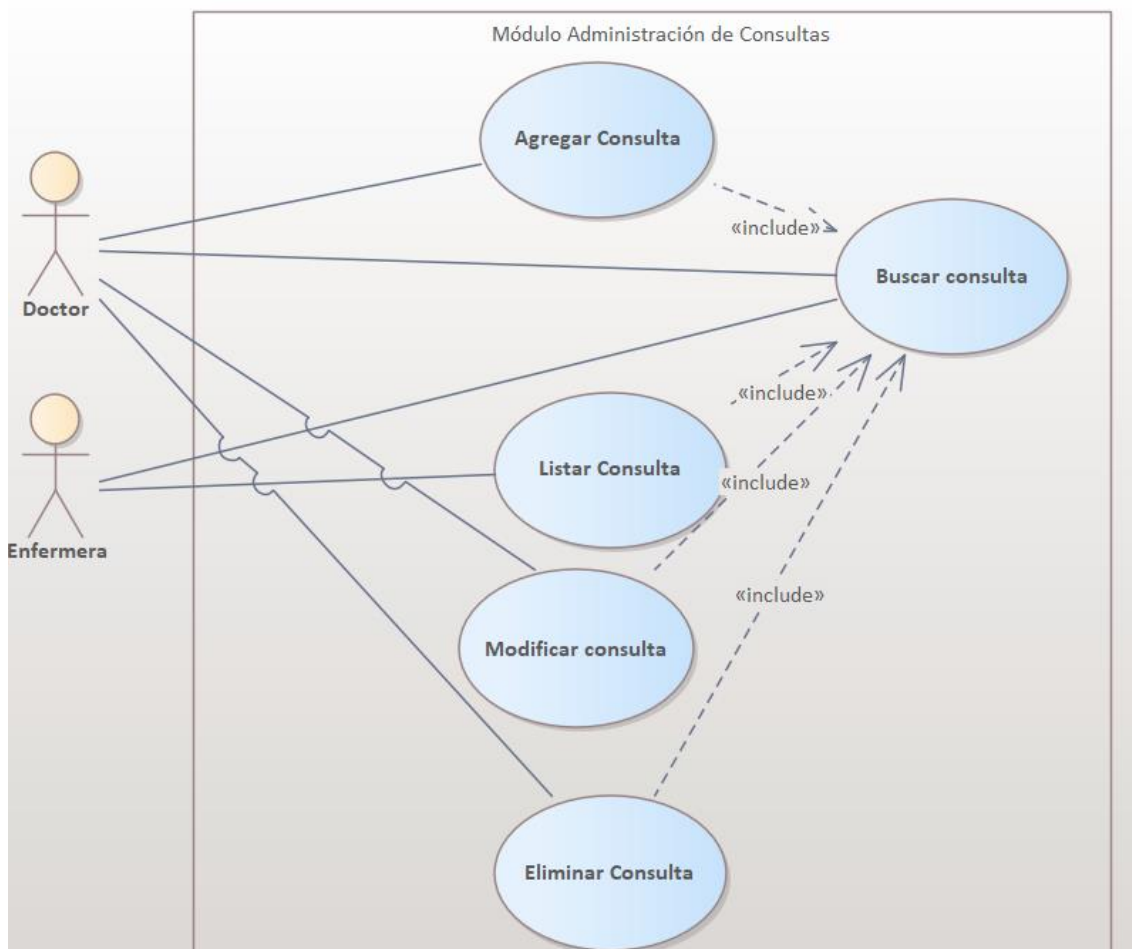 Módulo Administración de Consultas
Agregar Consulta
«include»
Buscar consulta
Doctor
«include»
Listar Consulta
«include»
Enfermera
«include»
Modificar consulta
Eliminar Consulta